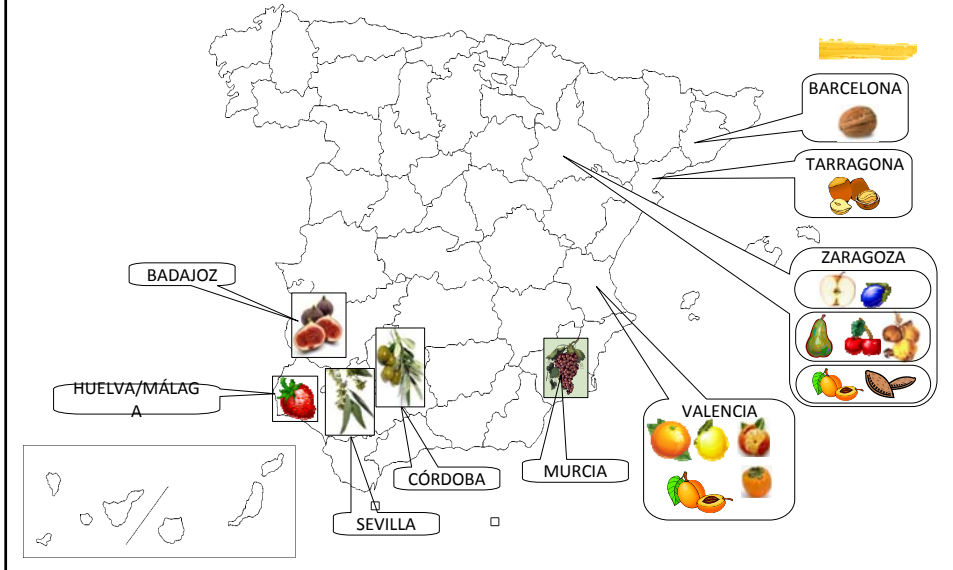 BARCELONA
TARRAGONA
ZARAGOZA
BADAJOZ
HUELVA/MÁLAG
A
VALENCIA
CÓRDOBA
MURCIA
SEVILLA